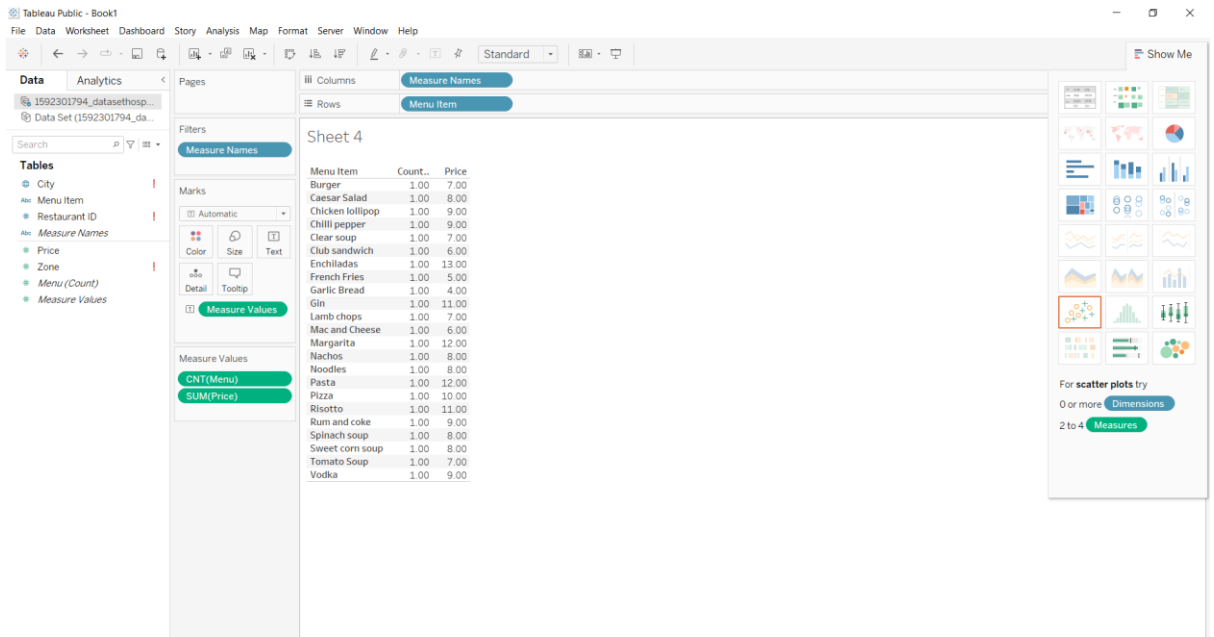 Tableau Public - Book1
File Data Worksheet Dashboard Story Analysis Map Format Server Window Help
Standard
Show Me
Data Analytics
1592301794_datasethosp...
Data Set (1592301794_da...
Search
Tables
City
Abc Menu Item
Restaurant ID
Abc Measure Names
Price
Zone
Menu (Count)
Measure Values
Pages
Filters
Measure Names
Marks
Automatic
Color Size Text
Detail Tooltip
Measure Values
Measure Values
CNT(Menu)
SUM(Price)
Columns Measure Names
Rows Menu Item
Sheet 4
Menu Item Count.. Price
Burger 1.00 7.00
Caesar Salad 1.00 8.00
Chicken lollipop 1.00 9.00
Chilli pepper 1.00 9.00
Clear soup 1.00 7.00
Club sandwich 1.00 6.00
Enchiladas 1.00 13.00
French Fries 1.00 5.00
Garlic Bread 1.00 4.00
Gin 1.00 11.00
Lamb chops 1.00 7.00
Mac and Cheese 1.00 6.00
Margarita 1.00 12.00
Nachos 1.00 8.00
Noodles 1.00 8.00
Pasta 1.00 12.00
Pizza 1.00 10.00
Risotto 1.00 11.00
Rum and coke 1.00 9.00
Spinach soup 1.00 8.00
Sweet corn soup 1.00 8.00
Tomato Soup 1.00 7.00
Vodka 1.00 9.00
For scatter plots try
0 or more Dimensions
2 to 4 Measures